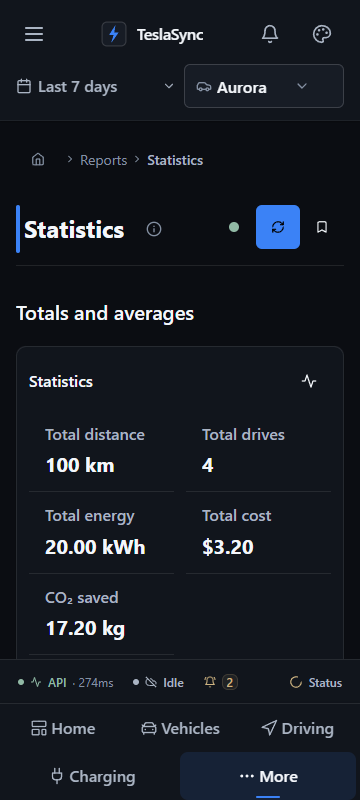 TeslaSync
Last 7 days
Aurora
Reports
Statistics
Statistics
Totals and averages
Statistics
Total distance
100 km
Total drives
4
Total energy
20.00 kWh
Total cost
$3.20
CO₂ saved
17.20 kg
API · 274ms
Idle
2
Status
Home
Vehicles
Driving
Charging
More